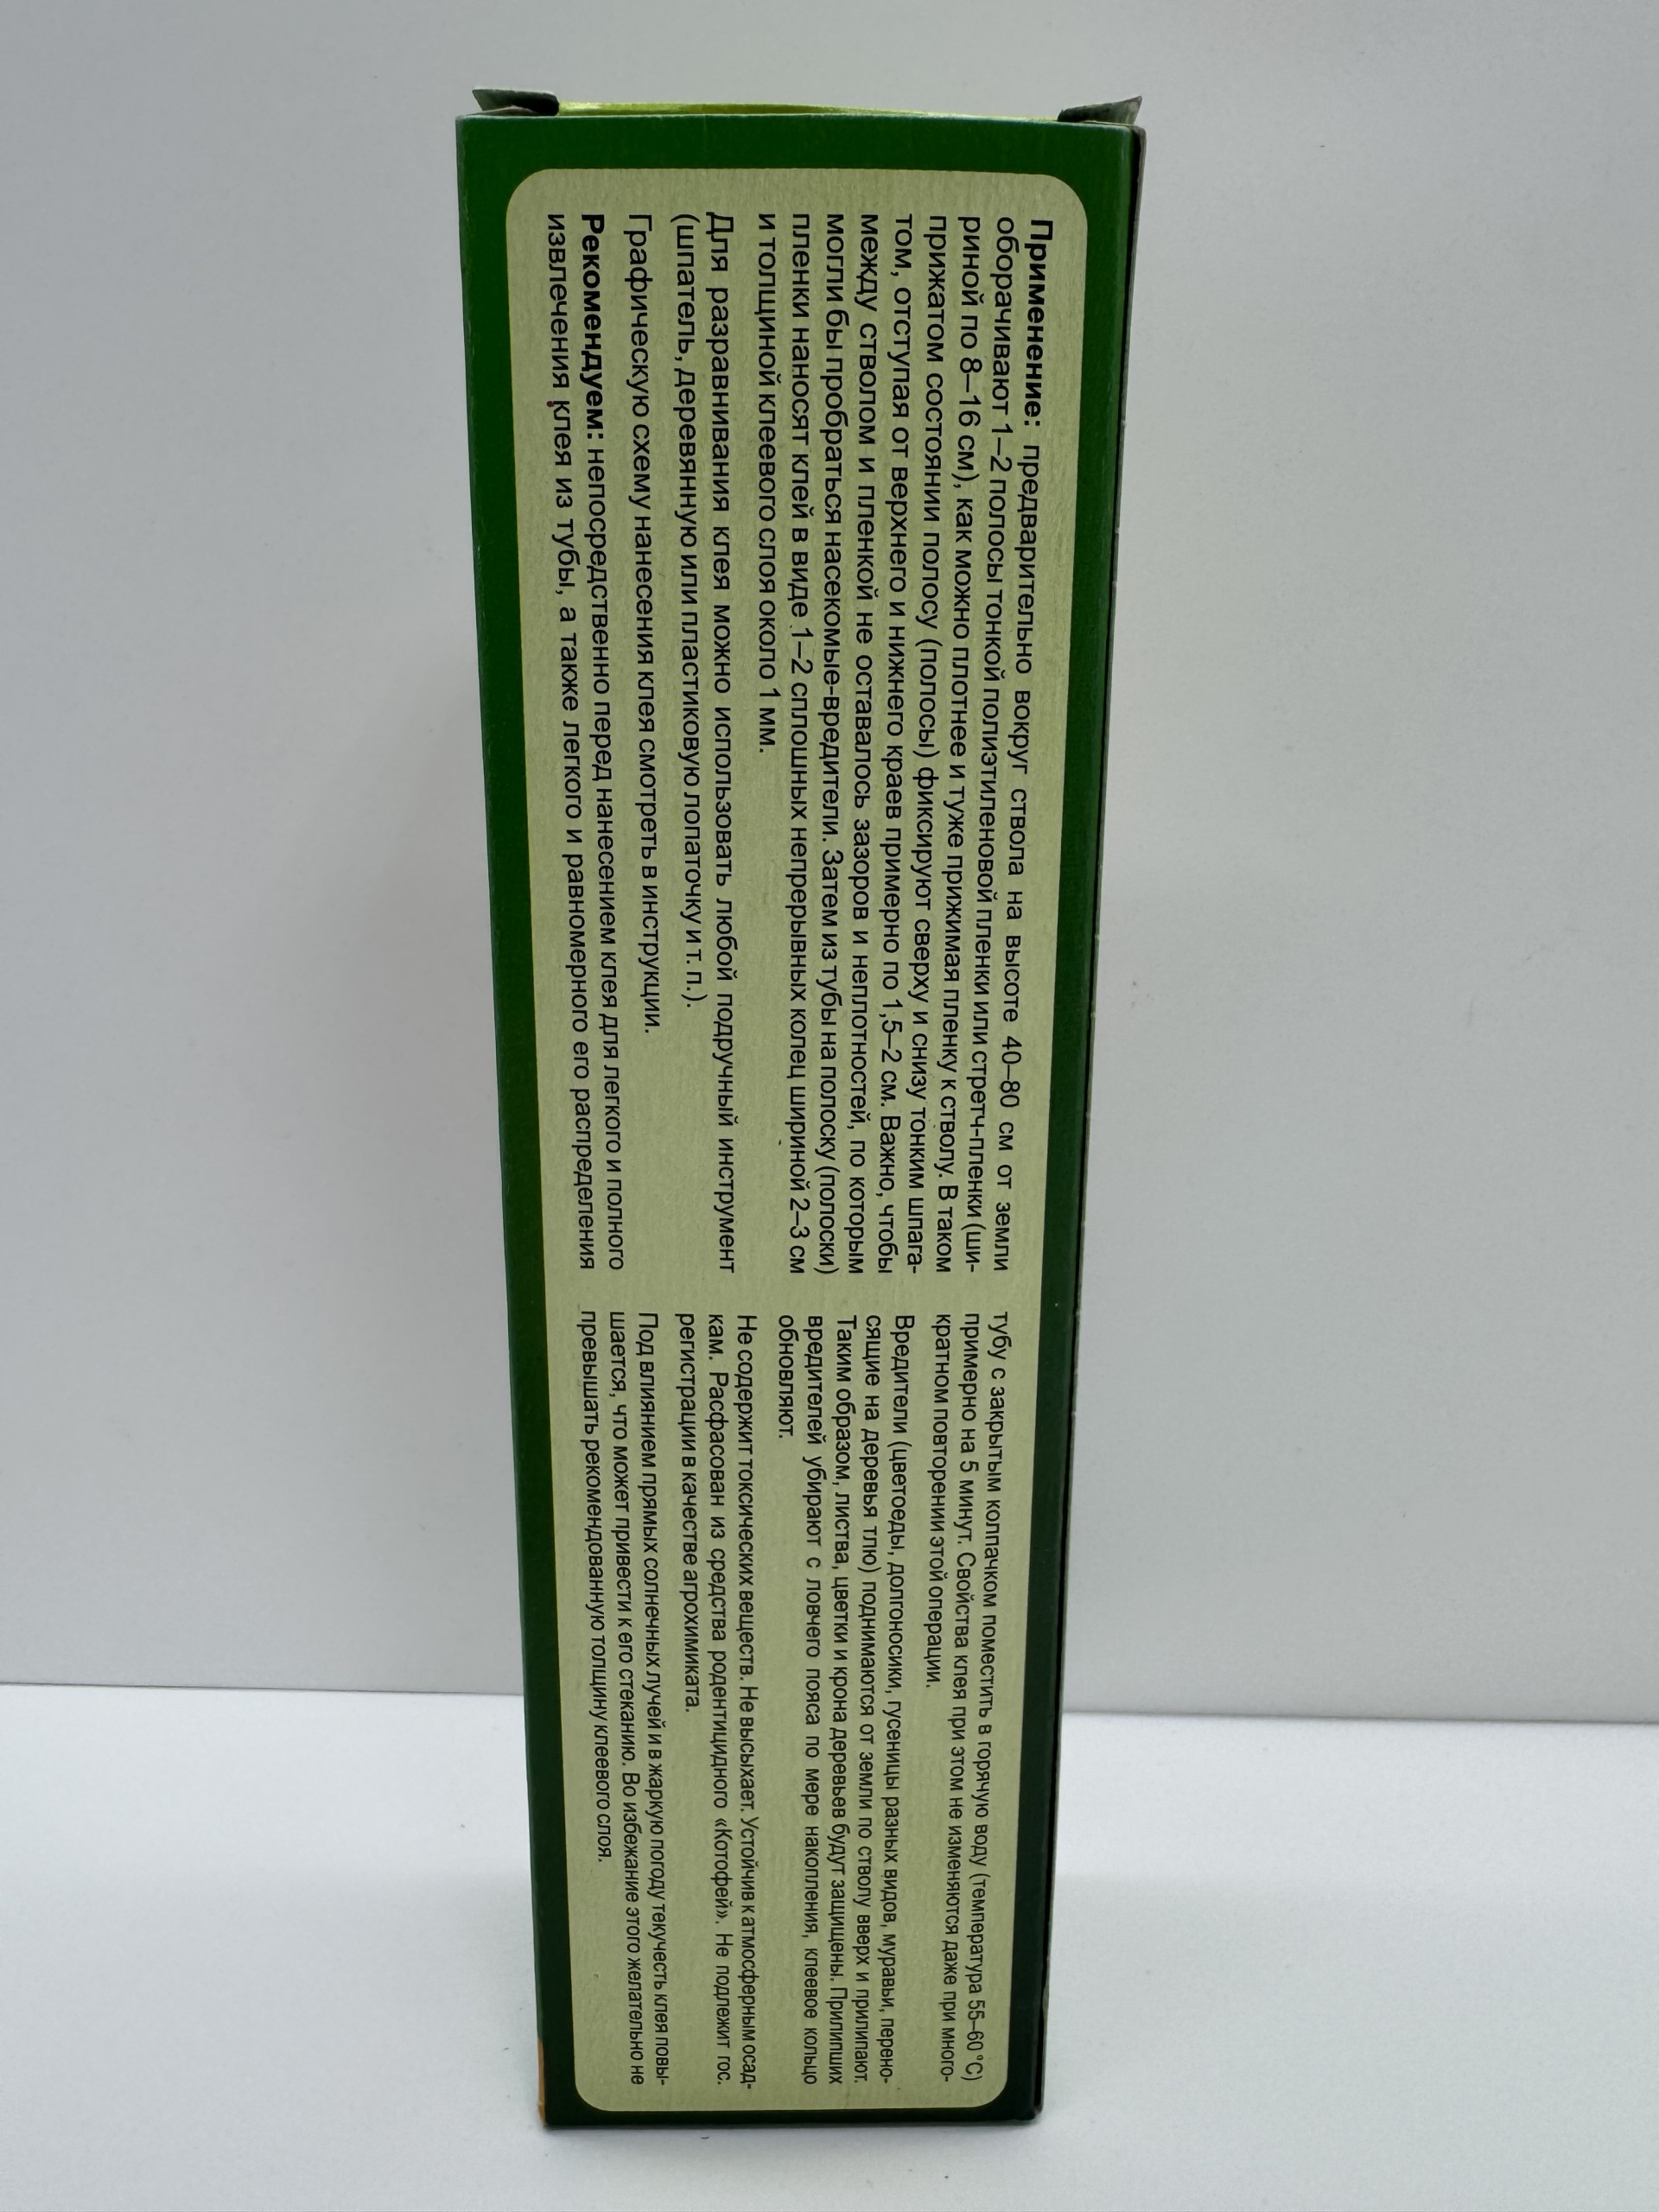 Применение: предварительно вокруг ствола на высоте 40–80 см от земли
оборачивают 1–2 полосы тонкой полиэтиленовой пленки или стретч-пленки (ши-
риной по 8–16 см), как можно плотнее и туже прижимая пленку к стволу. В таком
прижатом состоянии полосу (полосы) фиксируют сверху и снизу тонким шпага-
том, отступая от верхнего и нижнего краев примерно по 1,5–2 см. Важно, чтобы
между стволом и пленкой не оставалось зазоров и неплотностей, по которым
могли бы пробраться насекомые-вредители. Затем из тубы на полоску (полоски)
пленки наносят клей в виде 1–2 сплошных непрерывных колец шириной 2–3 см
и толщиной клеевого слоя около 1 мм.
Для разравнивания клея можно использовать любой подручный инструмент
(шпатель, деревянную или пластиковую лопаточку и т. п.).
Графическую схему нанесения клея смотреть в инструкции.
Рекомендуем: непосредственно перед нанесением клея для легкого и полного
извлечения клея из тубы, а также легкого и равномерного его распределения
тубу с закрытым колпачком поместить в горячую воду (температура 55–60 °С)
примерно на 5 минут. Свойства клея при этом не изменяются даже при много-
кратном повторении этой операции.
Вредители (цветоеды, долгоносики, гусеницы разных видов, муравьи, перено-
сящие на деревья тлю) поднимаются от земли по стволу вверх и прилипают.
Таким образом, листва, цветки и крона деревьев будут защищены. Прилипших
вредителей убирают с ловчего пояса по мере накопления, клеевое кольцо
обновляют.
Не содержит токсических веществ. Не высыхает. Устойчив к атмосферным осад-
кам. Расфасован из средства родентицидного «Котофей». Не подлежит гос.
регистрации в качестве агрохимиката.
Под влиянием прямых солнечных лучей и в жаркую погоду текучесть клея повы-
шается, что может привести к его стеканию. Во избежание этого желательно не
превышать рекомендованную толщину клеевого слоя.